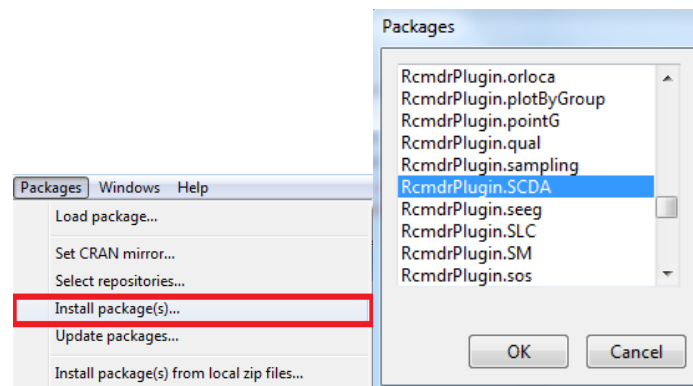 Packages Windows Help
Load package...
Set CRAN mirror...
Select repositories...
Install package(s)...
Update packages...
Install package(s) from local zip files...
Packages
RcmdrPlugin.orloca
RcmdrPlugin.plotByGroup
RcmdrPlugin.pointG
RcmdrPlugin.qual
RcmdrPlugin.sampling
RcmdrPlugin.SCDA
RcmdrPlugin.seeg
RcmdrPlugin.SLC
RcmdrPlugin.SM
RcmdrPlugin.sos
OK Cancel